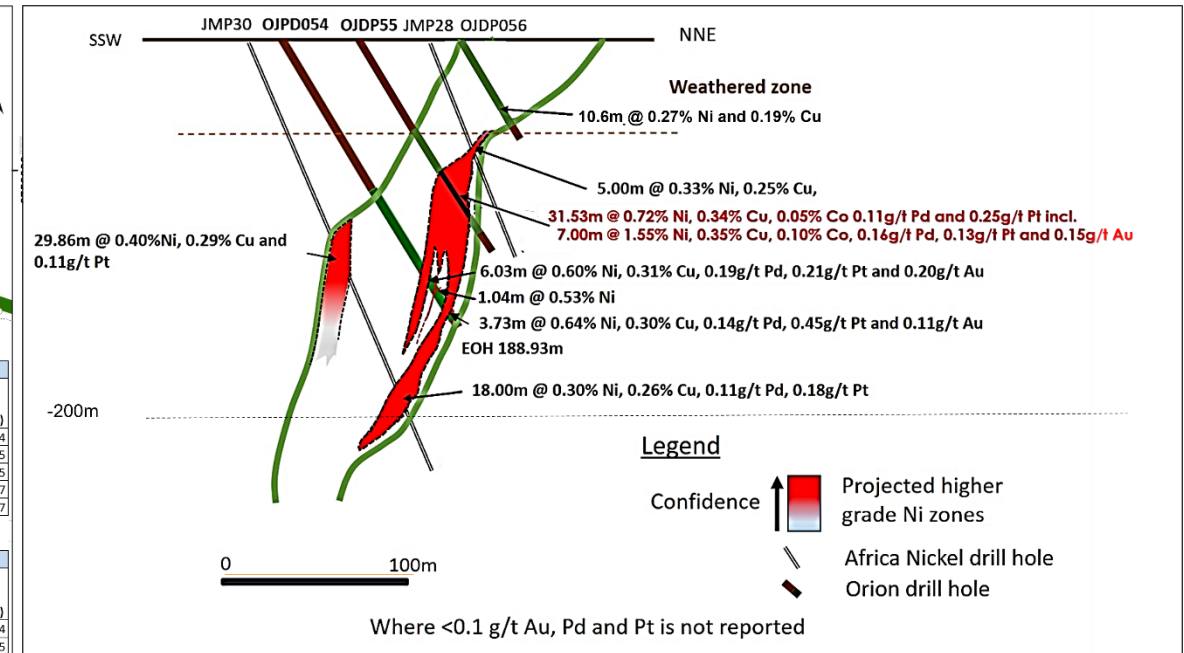 JMP30 OJPD054 OJDP55 JMP28 OJDP056
SSW
NNE
Weathered zone
10.6m @ 0.27% Ni and 0.19% Cu
5.00m @ 0.33% Ni, 0.25% Cu,
31.53m @ 0.72% Ni, 0.34% Cu, 0.05% Co 0.11g/t Pd and 0.25g/t Pt incl.
7.00m @ 1.55% Ni, 0.35% Cu, 0.10% Co, 0.16g/t Pd, 0.13g/t Pt and 0.15g/t Au
29.86m @ 0.40%Ni, 0.29% Cu and
0.11g/t Pt
6.03m @ 0.60% Ni, 0.31% Cu, 0.19g/t Pd, 0.21g/t Pt and 0.20g/t Au
1.04m @ 0.53% Ni
3.73m @ 0.64% Ni, 0.30% Cu, 0.14g/t Pd, 0.45g/t Pt and 0.11g/t Au
EOH 188.93m
18.00m @ 0.30% Ni, 0.26% Cu, 0.11g/t Pd, 0.18g/t Pt
-200m
Legend
Confidence
Projected higher
grade Ni zones
Africa Nickel drill hole
Orion drill hole
0 100m
Where <0.1 g/t Au, Pd and Pt is not reported
)
4
5
5
7
7
)
4
5